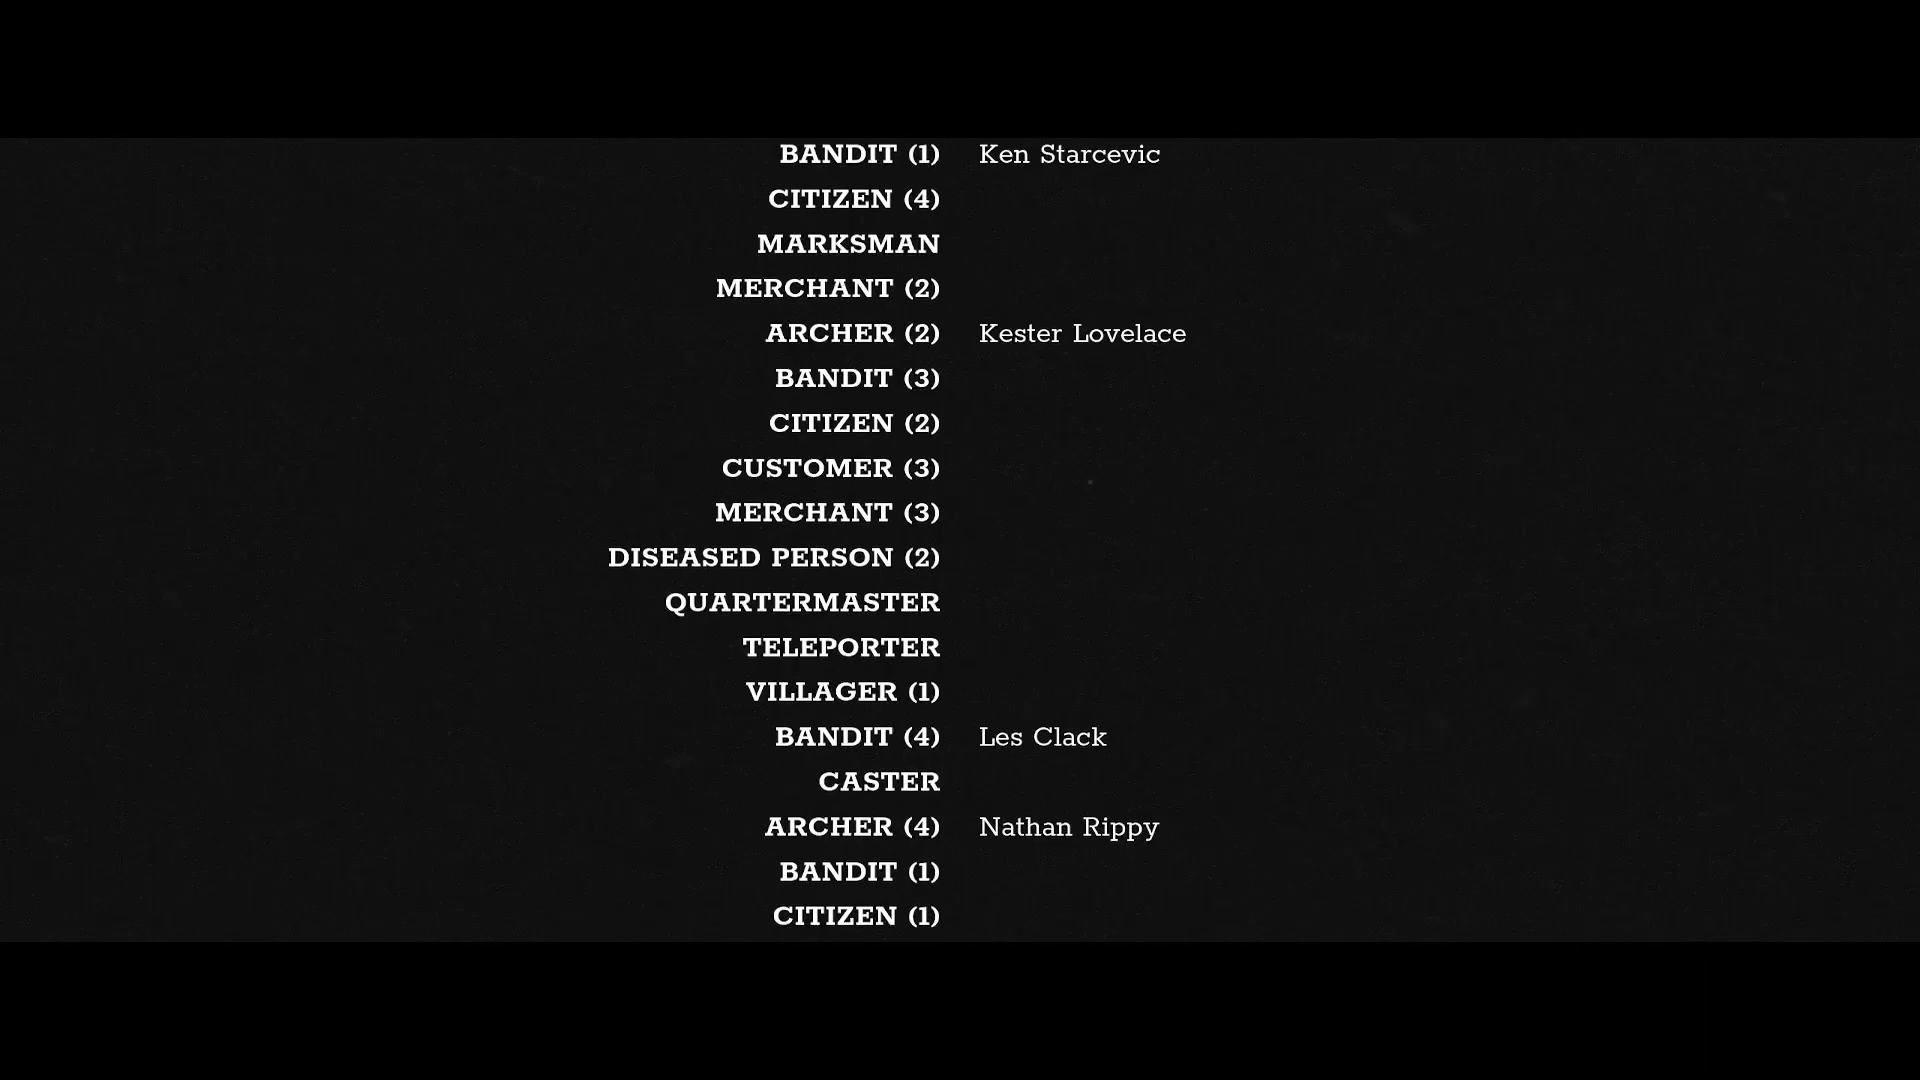 BANDIT (1) Ken Starcevic
CITIZEN (4)
MARKSMAN
MERCHANT (2)
ARCHER (2) Kester Lovelace
BANDIT (3)
CITIZEN (2)
CUSTOMER (3)
MERCHANT (3)
DISEASED PERSON (2)
QUARTERMASTER
TELEPORTER
VILLAGER (1)
BANDIT (4) Les Clack
CASTER
ARCHER (4) Nathan Rippy
BANDIT (1)
CITIZEN (1)